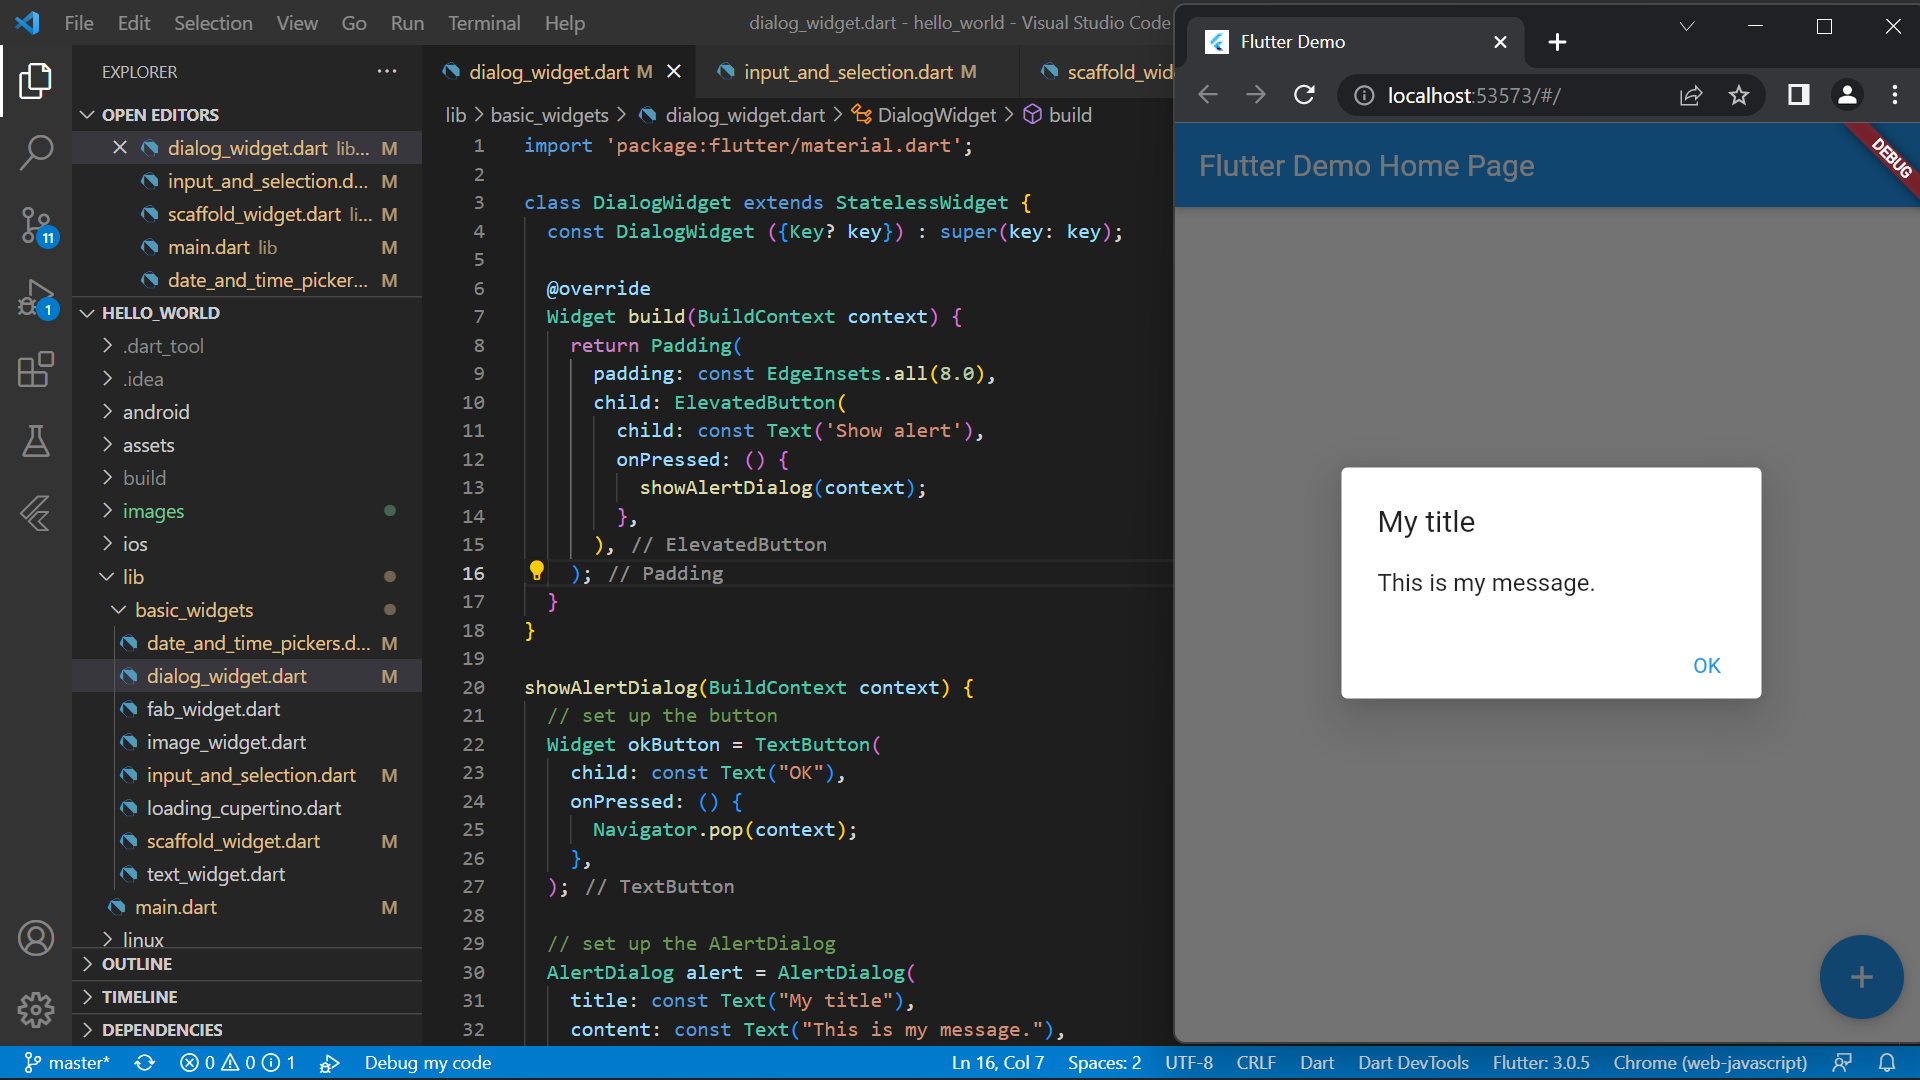 File Edit Selection View Go Run Terminal Help
dialog_widget.dart - hello_world - Visual Studio Code
EXPLORER
OPEN EDITORS
dialog_widget.dart lib... M
input_and_selection.d... M
scaffold_widget.dart li... M
main.dart lib M
date_and_time_picker... M
HELLO_WORLD
.dart_tool
.idea
android
assets
build
images
ios
lib
basic_widgets
date_and_time_pickers.d... M
dialog_widget.dart M
fab_widget.dart
image_widget.dart
input_and_selection.dart M
loading_cupertino.dart
scaffold_widget.dart M
text_widget.dart
main.dart M
linux
OUTLINE
TIMELINE
DEPENDENCIES
11
1
dialog_widget.dart M input_and_selection.dart M scaffold_wid
lib > basic_widgets > dialog_widget.dart > DialogWidget > build
1 import 'package:flutter/material.dart';
2
3 class DialogWidget extends StatelessWidget {
4 const DialogWidget ({Key? key}) : super(key: key);
5
6 @override
7 Widget build(BuildContext context) {
8 return Padding(
9 padding: const EdgeInsets.all(8.0),
10 child: ElevatedButton(
11 child: const Text('Show alert'),
12 onPressed: () {
13 showAlertDialog(context);
14 },
15 ), // ElevatedButton
16 ); // Padding
17 }
18 }
19
20 showAlertDialog(BuildContext context) {
21 // set up the button
22 Widget okButton = TextButton(
23 child: const Text("OK"),
24 onPressed: () {
25 Navigator.pop(context);
26 },
27 ); // TextButton
28
29 // set up the AlertDialog
30 AlertDialog alert = AlertDialog(
31 title: const Text("My title"),
32 content: const Text("This is my message."),
Flutter Demo
localhost:53573/#/
Flutter Demo Home Page
DEBUG
My title
This is my message.
OK
master* 0 0 1 Debug my code Ln 16, Col 7 Spaces: 2 UTF-8 CRLF Dart Dart DevTools Flutter: 3.0.5 Chrome (web-javascript)